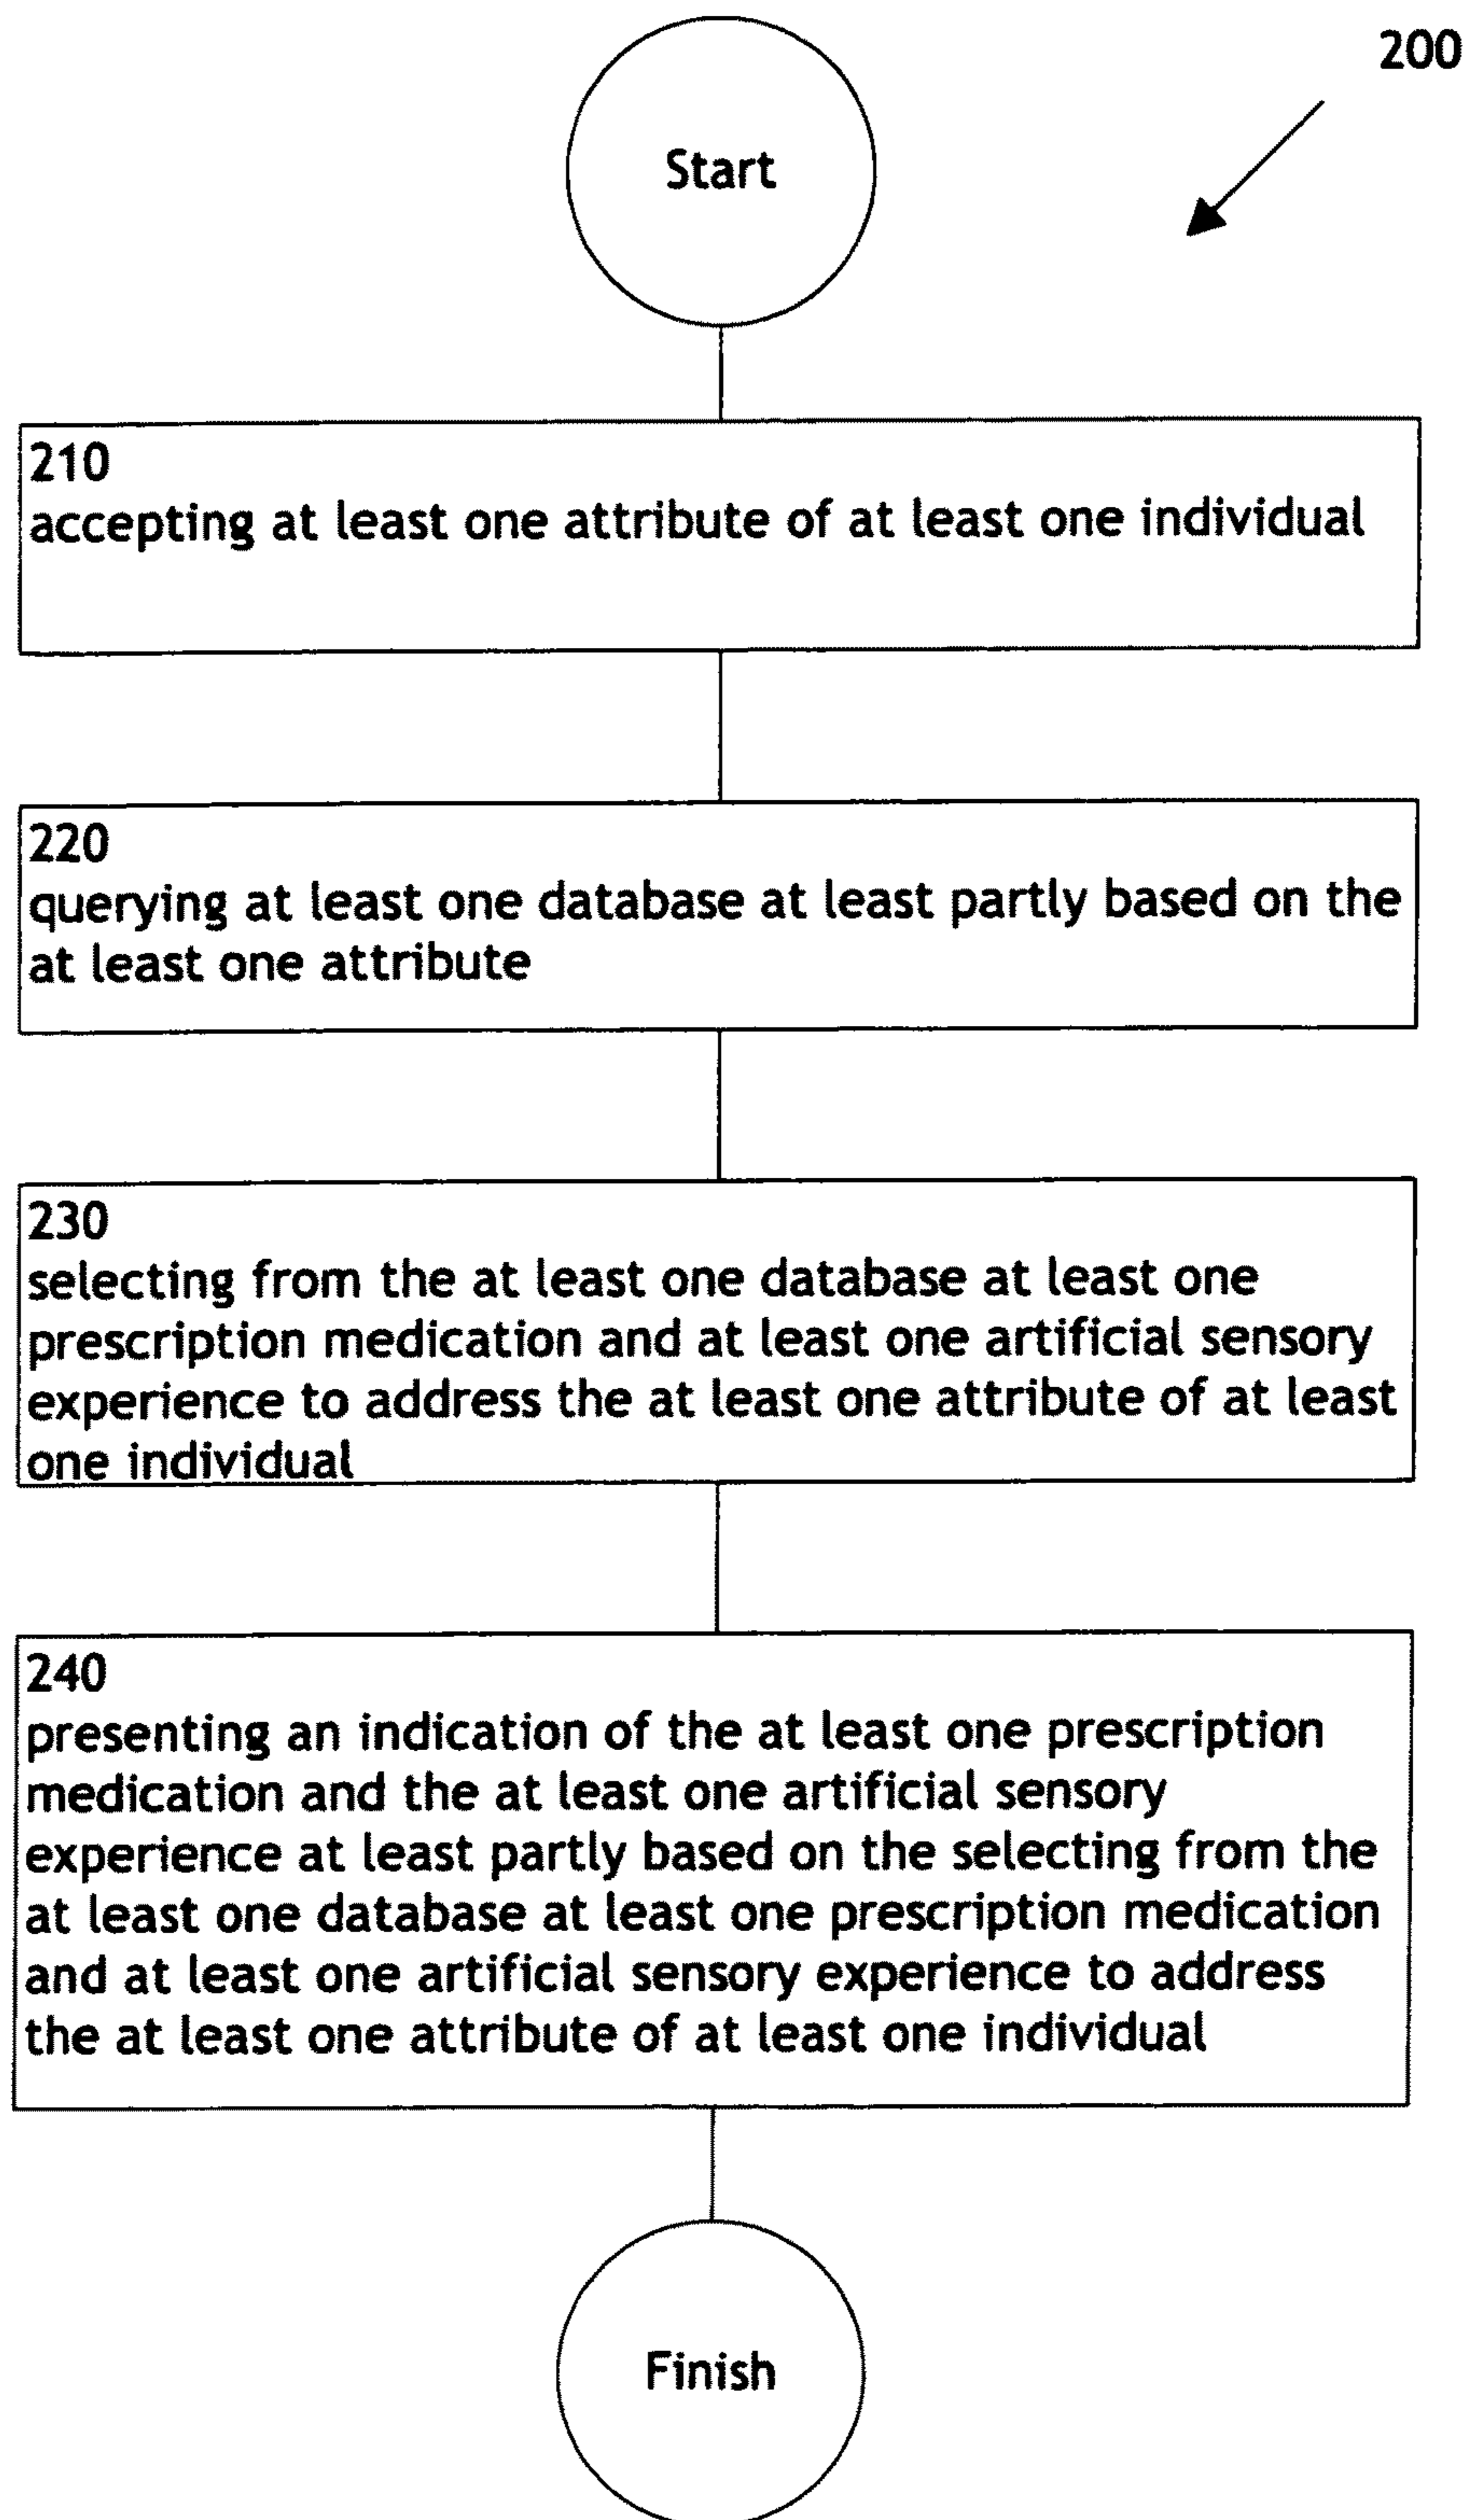 200
Start
210
accepting at least one attribute of at least one individual
220
querying at least one database at least partly based on the
at least one attribute
230
selecting from the at least one database at least one
prescription medication and at least one artificial sensory
experience to address the at least one attribute of at least
one individual
240
presenting an indication of the at least one prescription
medication and the at least one artificial sensory
experience at least partly based on the selecting from the
at least one database at least one prescription medication
and at least one artificial sensory experience to address
the at least one attribute of at least one individual
Finish